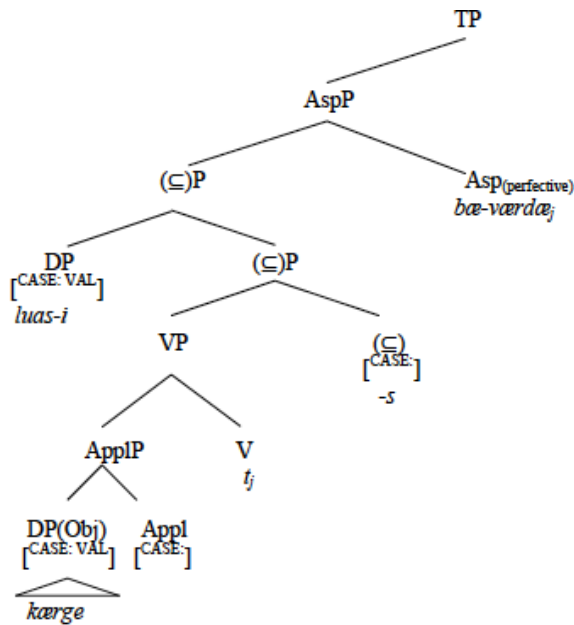 TP
AspP
(⊆)P
Asp(perfective)
bæ-værdæj
DP
[CASE: VAL]
luas-i
(⊆)P
VP
(⊆)
[CASE:]
-s
ApplP
V
tj
DP(Obj)
[CASE: VAL]
Appl
[CASE:]
kærge